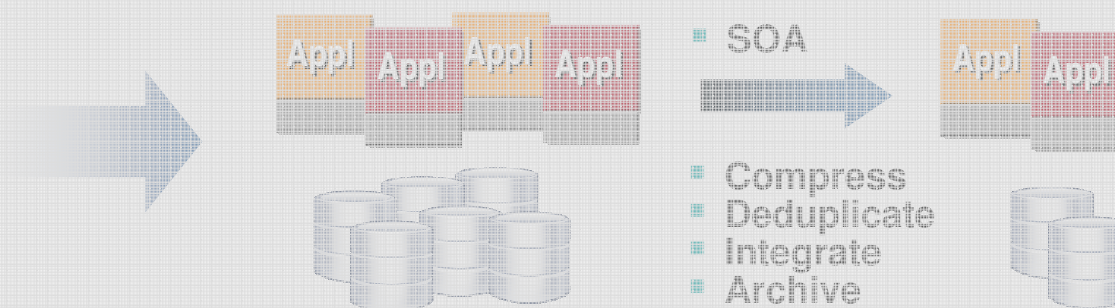 Appl Appl Appl Appl
SOA
Appl Appl
Compress
Deduplicate
Integrate
Archive